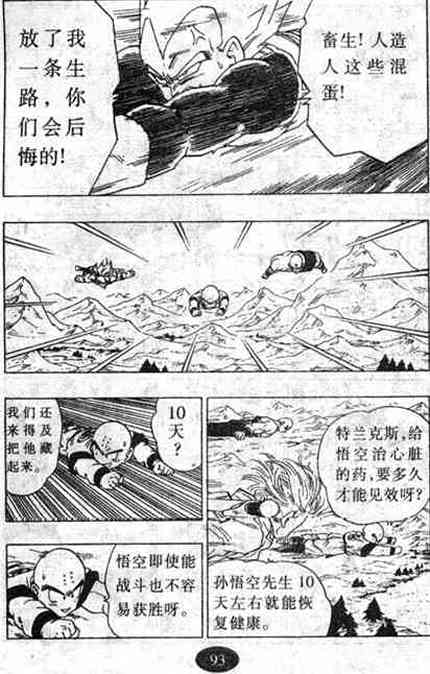 畜生! 人造
人这些混
蛋!
放了我
一条生
路,你
们会后
悔的!
特兰克斯,给
悟空治心脏
的药,要多久
才能见效呀?
孙悟空先生 10
天左右就能恢
复健康。
10
天?
我们还
来得及
把他藏
起来。
悟空即使能
战斗也不容
易获胜呀。
93